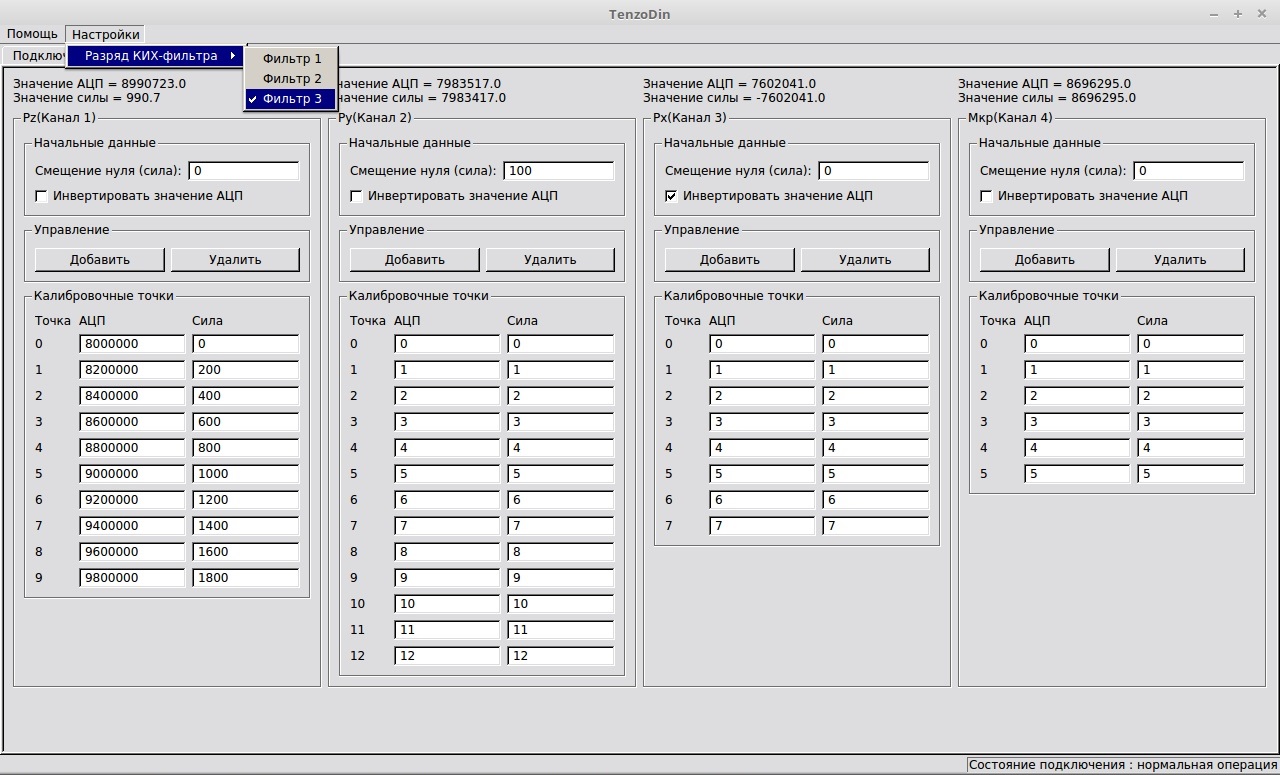 TenzoDin
Помощь Настройки
Подклю Разряд КИХ-фильтра Фильтр 1
Фильтр 2
Фильтр 3
Значение АЦП = 8990723.0 начение АЦП = 7983517.0 Значение АЦП = 7602041.0 Значение АЦП = 8696295.0
Значение силы = 990.7 начение силы = 7983417.0 Значение силы = -7602041.0 Значение силы = 8696295.0
Pz(Канал 1) Py(Канал 2) Px(Канал 3) Мкр(Канал 4)
Начальные данные Начальные данные Начальные данные Начальные данные
Смещение нуля (сила): 0 Смещение нуля (сила): 100 Смещение нуля (сила): 0 Смещение нуля (сила): 0
Инвертировать значение АЦП Инвертировать значение АЦП Инвертировать значение АЦП Инвертировать значение АЦП
Управление Управление Управление Управление
Добавить Удалить Добавить Удалить Добавить Удалить Добавить Удалить
Калибровочные точки Калибровочные точки Калибровочные точки Калибровочные точки
Точка АЦП Сила Точка АЦП Сила Точка АЦП Сила Точка АЦП Сила
0 8000000 0 0 0 0 0 0 0 0 0 0
1 8200000 200 1 1 1 1 1 1 1 1 1
2 8400000 400 2 2 2 2 2 2 2 2 2
3 8600000 600 3 3 3 3 3 3 3 3 3
4 8800000 800 4 4 4 4 4 4 4 4 4
5 9000000 1000 5 5 5 5 5 5 5 5 5
6 9200000 1200 6 6 6 6 6 6
7 9400000 1400 7 7 7 7 7 7
8 9600000 1600 8 8 8
9 9800000 1800 9 9 9
10 10 10
11 11 11
12 12 12
Состояние подключения : нормальная операция